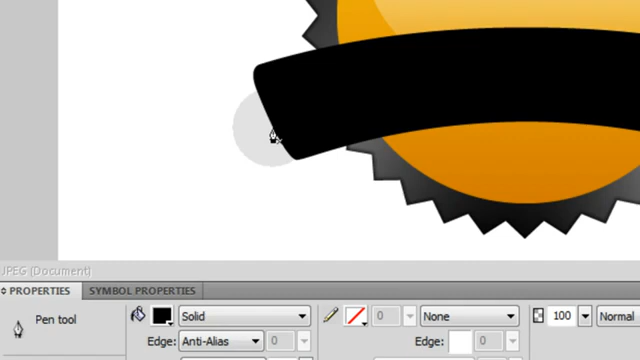 JPEG (Document)
PROPERTIES SYMBOL PROPERTIES
Pen tool Solid 0 None 100 Normal
Edge: Anti-Alias 0 Edge: 0